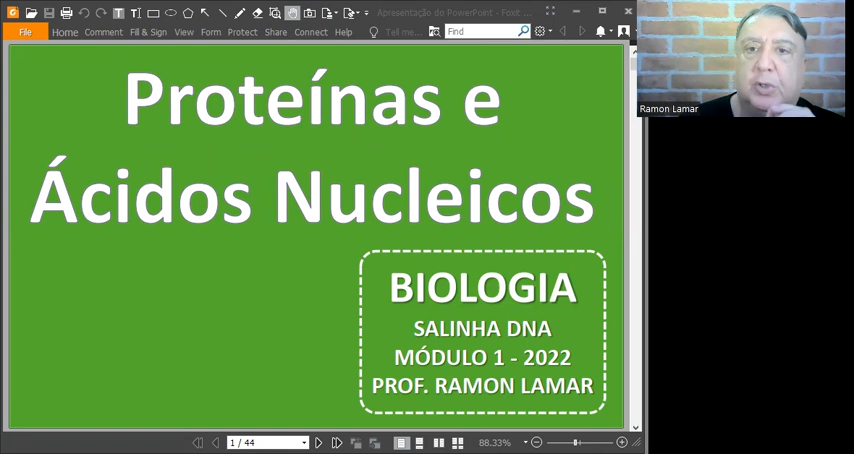 Apresentação do PowerPoint - Foxit ...
File Home Comment Fill & Sign View Form Protect Share Connect Help Tell me... Find
Ramon Lamar
Proteínas e
Ácidos Nucleicos
BIOLOGIA
SALINHA DNA
MÓDULO 1 - 2022
PROF. RAMON LAMAR
1 / 44
88.33%